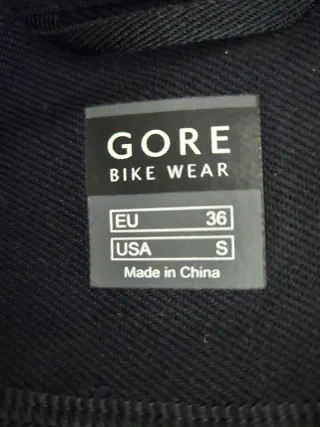 GORE
BIKE WEAR
EU 36
USA S
Made in China